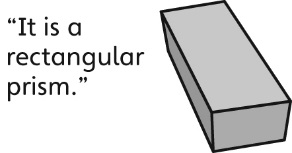 “It is a
rectangular
prism.”